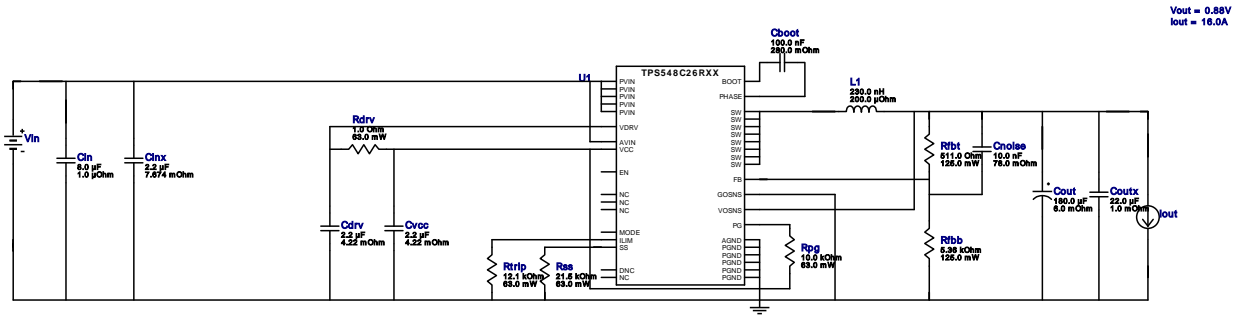 Vout = 0.88V
Iout = 16.0A
Cboot
100.0 nF
280.0 mOhm
TPS548C26RXX
U1
PVIN
PVIN
PVIN
PVIN
PVIN
VDRV
AVIN
VCC
EN
NC
NC
NC
MODE
ILIM
SS
DNC
NC
BOOT
PHASE
SW
SW
SW
SW
SW
SW
SW
SW
FB
GOSNS
VOSNS
PG
AGND
PGND
PGND
PGND
PGND
PGND
L1
230.0 nH
200.0 µOhm
Vin
Cin
6.0 µF
1.0 µOhm
Cinx
2.2 µF
7.674 mOhm
Rdrv
1.0 Ohm
63.0 mW
Cdrv
2.2 µF
4.22 mOhm
Cvcc
2.2 µF
4.22 mOhm
Rtrip
12.1 kOhm
63.0 mW
Rss
21.5 kOhm
63.0 mW
Rpg
10.0 kOhm
63.0 mW
Rfbt
511.0 Ohm
125.0 mW
Cnoise
10.0 nF
78.0 mOhm
Rfbb
5.36 kOhm
125.0 mW
Cout
180.0 µF
6.0 mOhm
Coutx
22.0 µF
1.0 mOhm
Iout